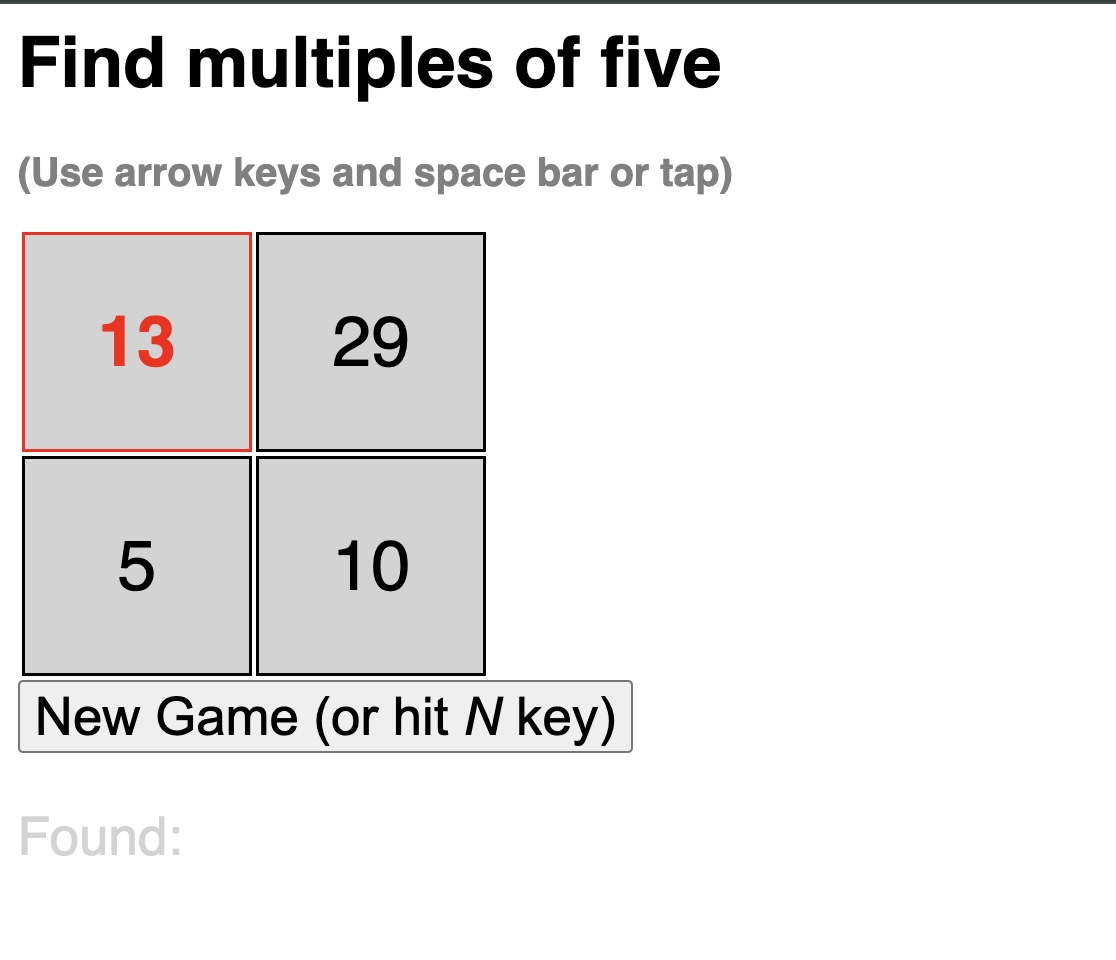 Find multiples of five
(Use arrow keys and space bar or tap)
13 29
5 10
New Game (or hit N key)
Found: